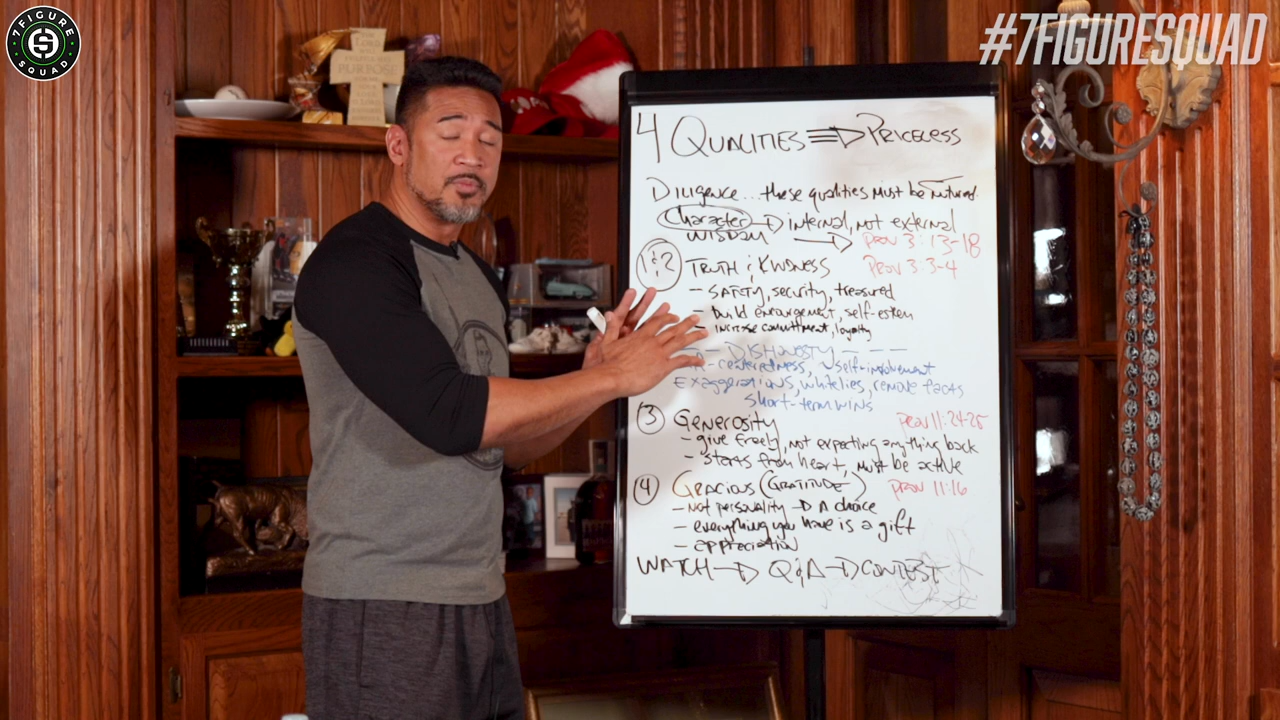 7FIGURE
SQUAD
#7FIGURESQUAD
PURPOSE
4 QUALITIES PRICELESS
Diligence... these qualities must be nurtured
Character → internal, not external
WISDOM → PROV 3:13-18
1&2 TRUTH & KINDNESS PROV 3:3-4
- SAFETY, security, treasured
- build encouragement, self-esteem
- increase commitment, loyalty
- DISHONESTY - - -
-centeredness, self-involvement
EXAGGERATIONS, white lies, remove facts
short-term wins
3 Generosity PROV 11:24-25
- give freely, not expecting anything back
- starts from heart, must be active
4 Gracious (GRATITUDE) PROV 11:16
- Not personality → A choice
- everything you have is a gift
- appreciation
WATCH → Q&A → CONTEST